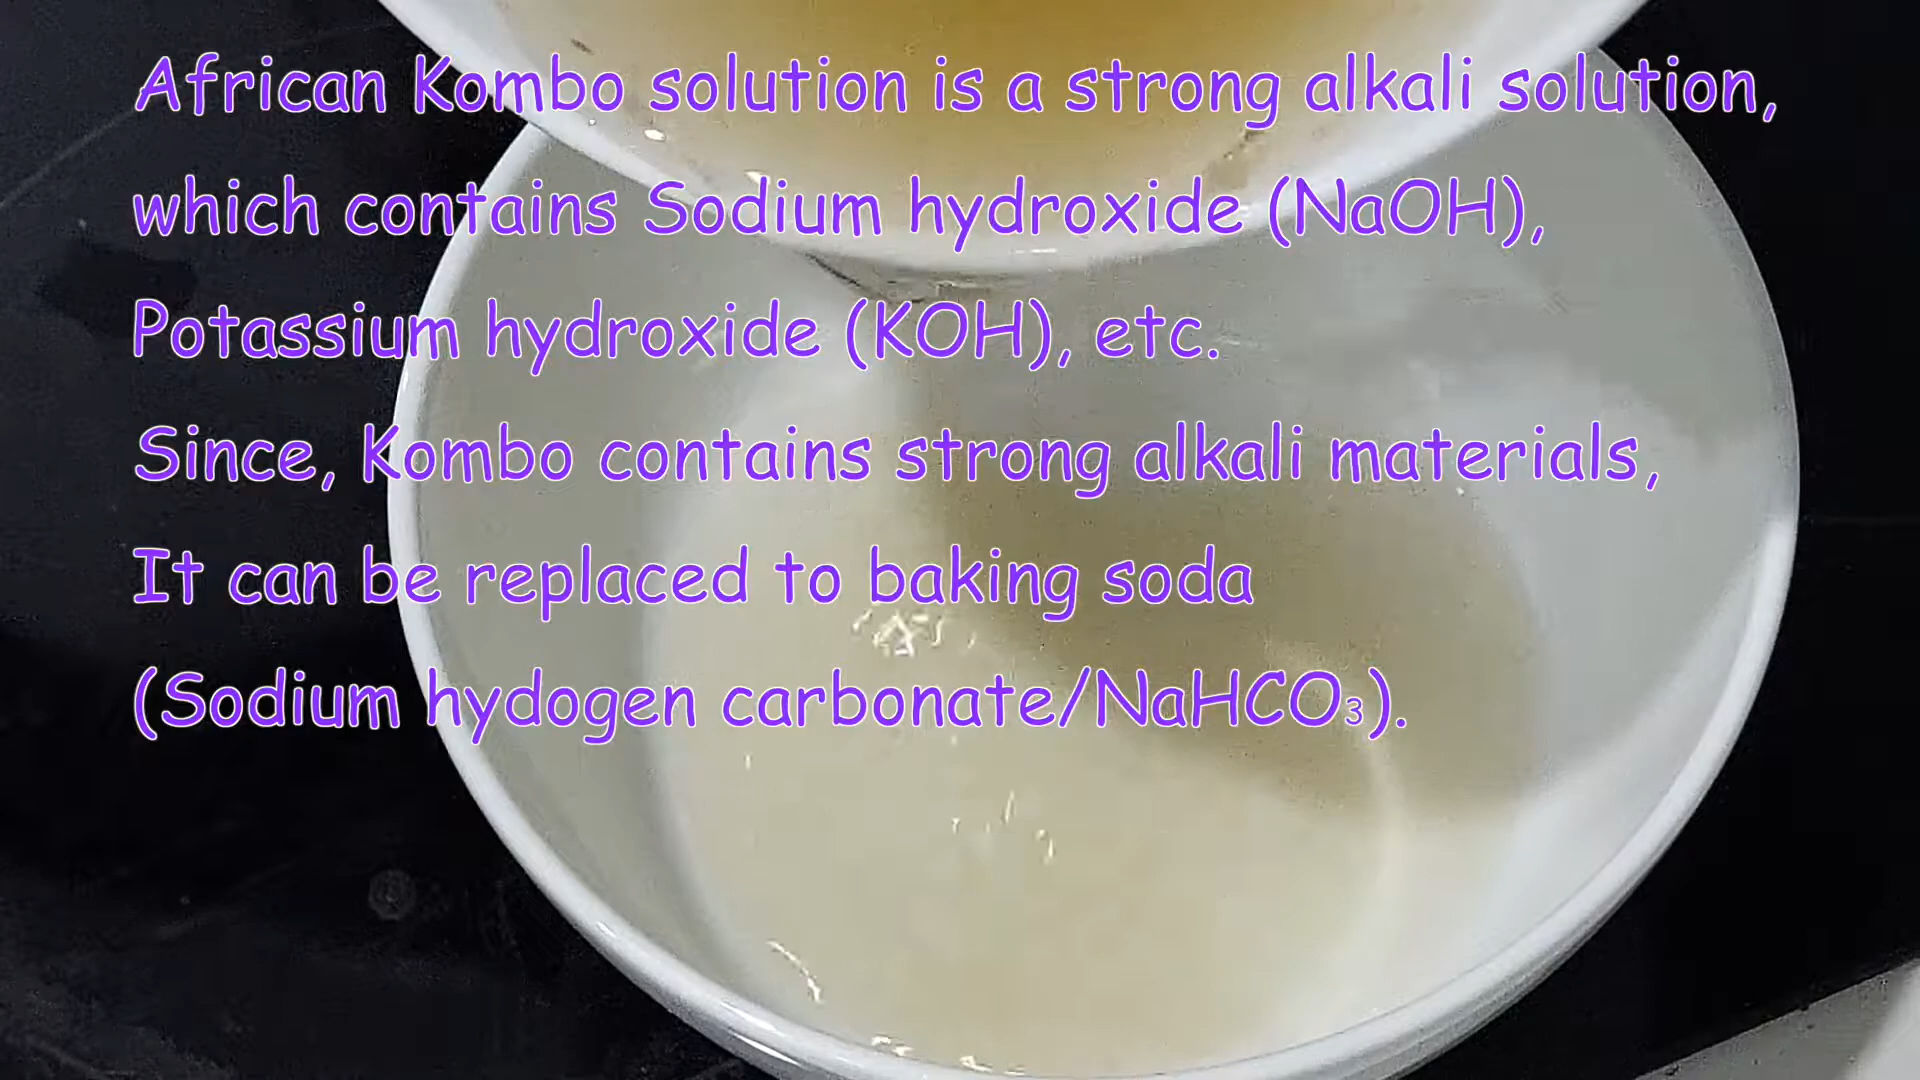 African Kombo solution is a strong alkali solution,
which contains Sodium hydroxide (NaOH),
Potassium hydroxide (KOH), etc.
Since, Kombo contains strong alkali materials,
It can be replaced to baking soda
(Sodium hydogen carbonate/NaHCO₃).